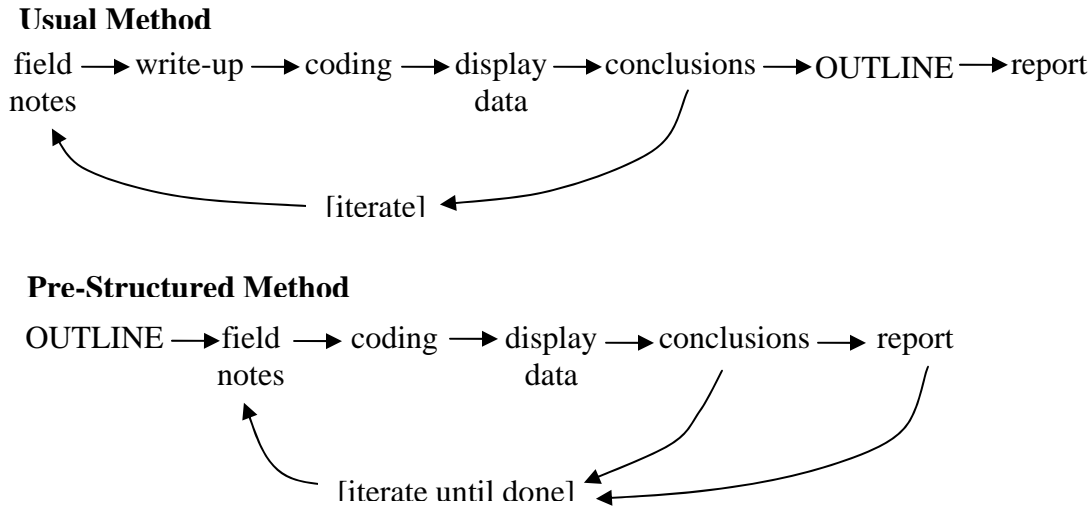 Usual Method
field write-up coding display conclusions OUTLINE report
notes data
[iterate]
Pre-Structured Method
OUTLINE field coding display conclusions report
notes data
[iterate until done]